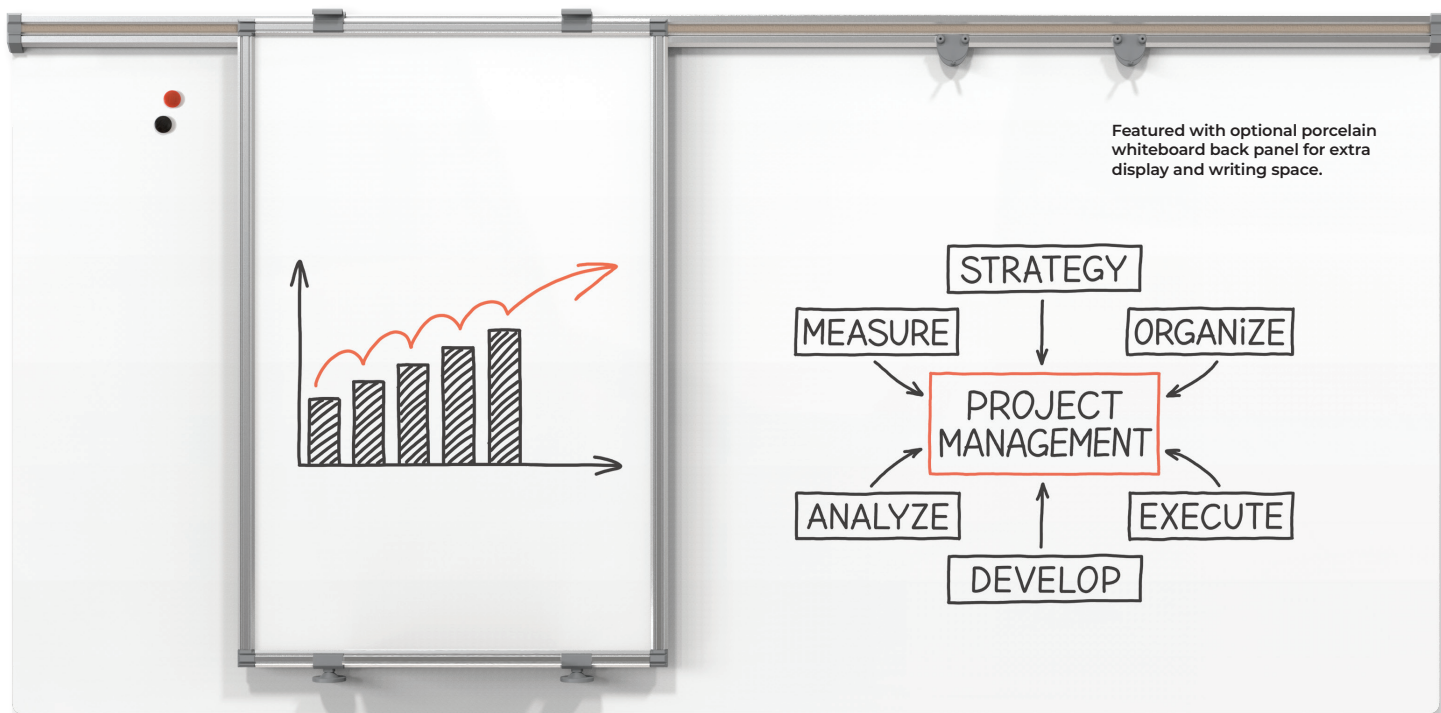 Featured with optional porcelain
whiteboard back panel for extra
display and writing space.
STRATEGY
MEASURE
ORGANiZE
PROJECT
MANAGEMENT
ANALYZE
EXECUTE
DEVELOP